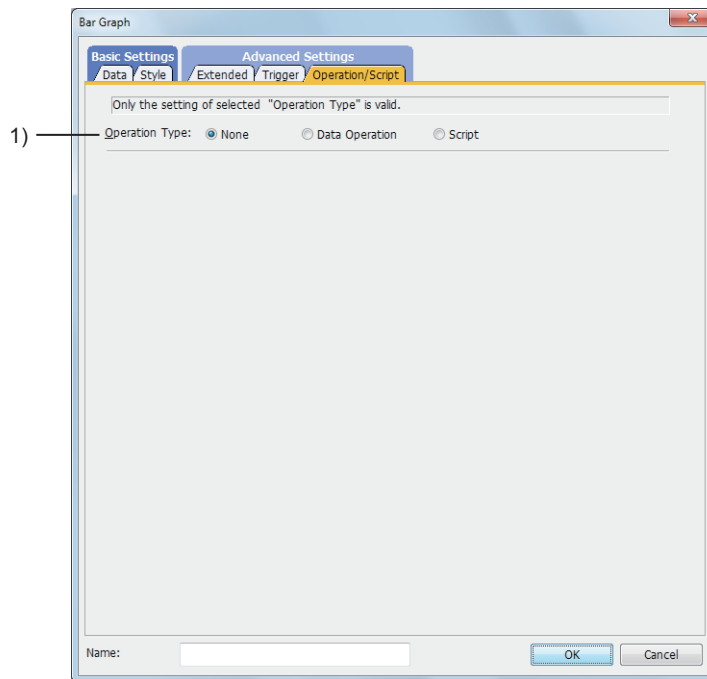 Bar Graph
x
Basic Settings
Advanced Settings
Data Style Extended Trigger Operation/Script
Only the setting of selected "Operation Type" is valid.
1)
Operation Type: None Data Operation Script
Name:
OK Cancel